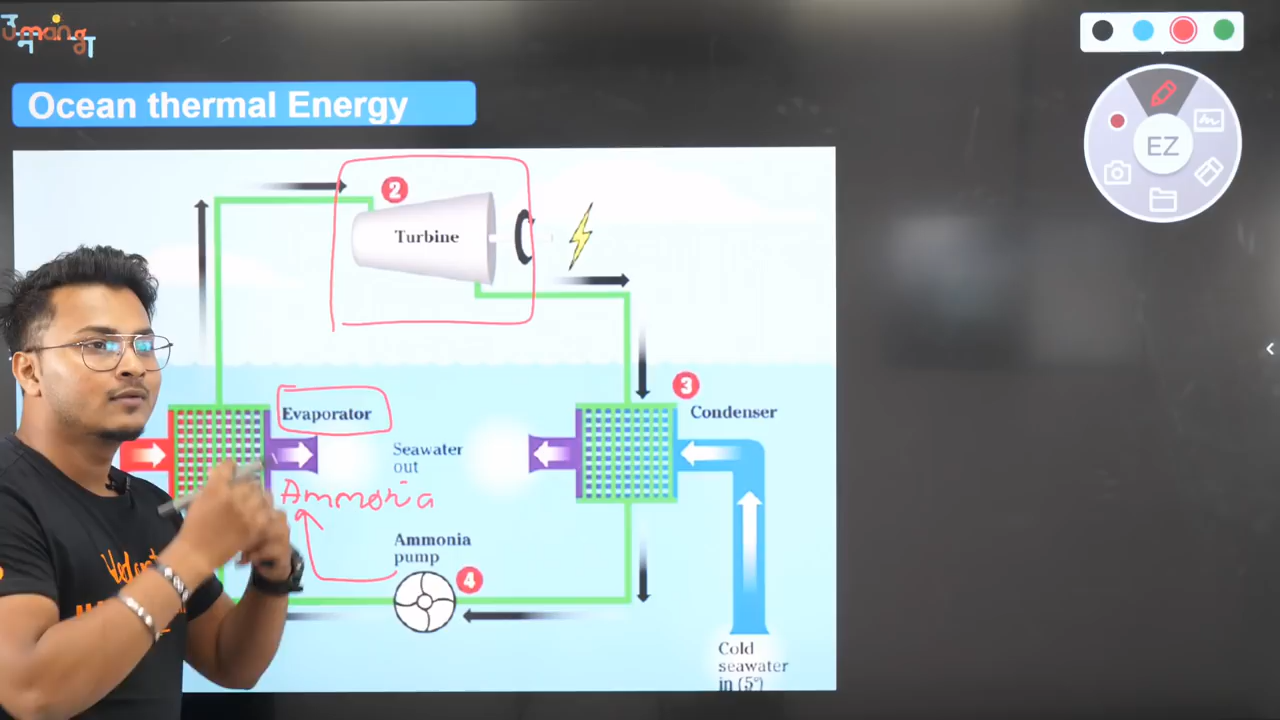 उमंग
Ocean thermal Energy
EZ
2
Turbine
3
Evaporator
Condenser
Seawater
out
Ammonia
Ammonia
pump
4
Cold
seawater
in (5°)